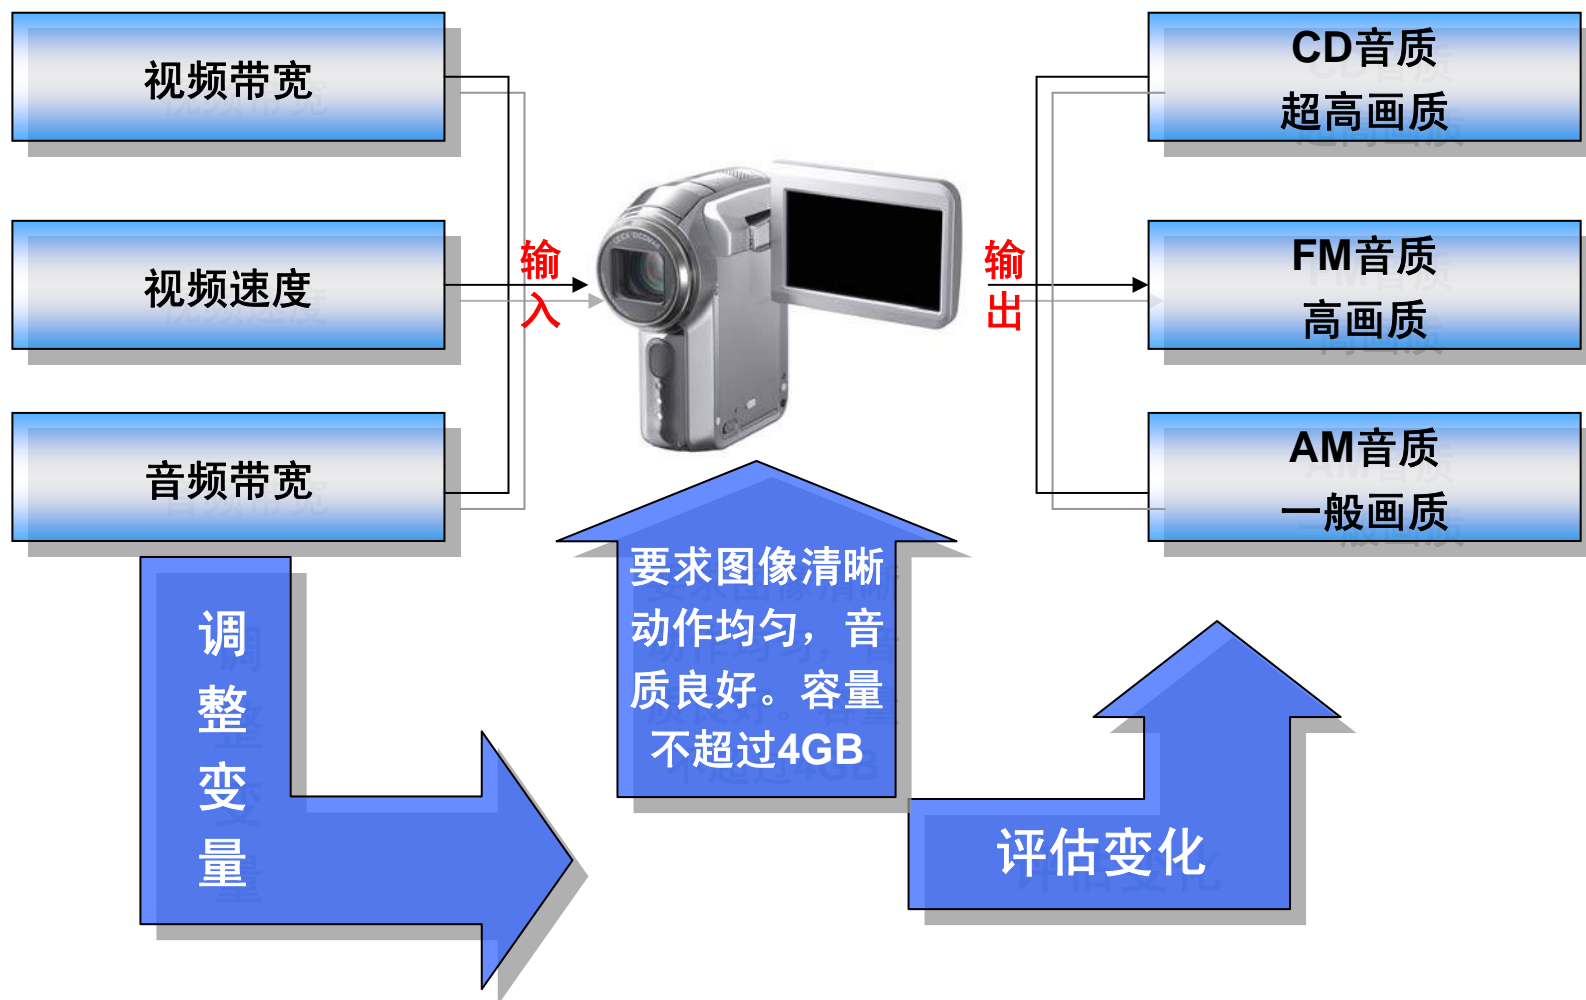 视频带宽
视频速度
音频带宽
输
入
LEICA DICOMAR
输
出
CD音质
超高画质
FM音质
高画质
AM音质
一般画质
调
整
变
量
要求图像清晰
动作均匀，音
质良好。容量
不超过4GB
评估变化